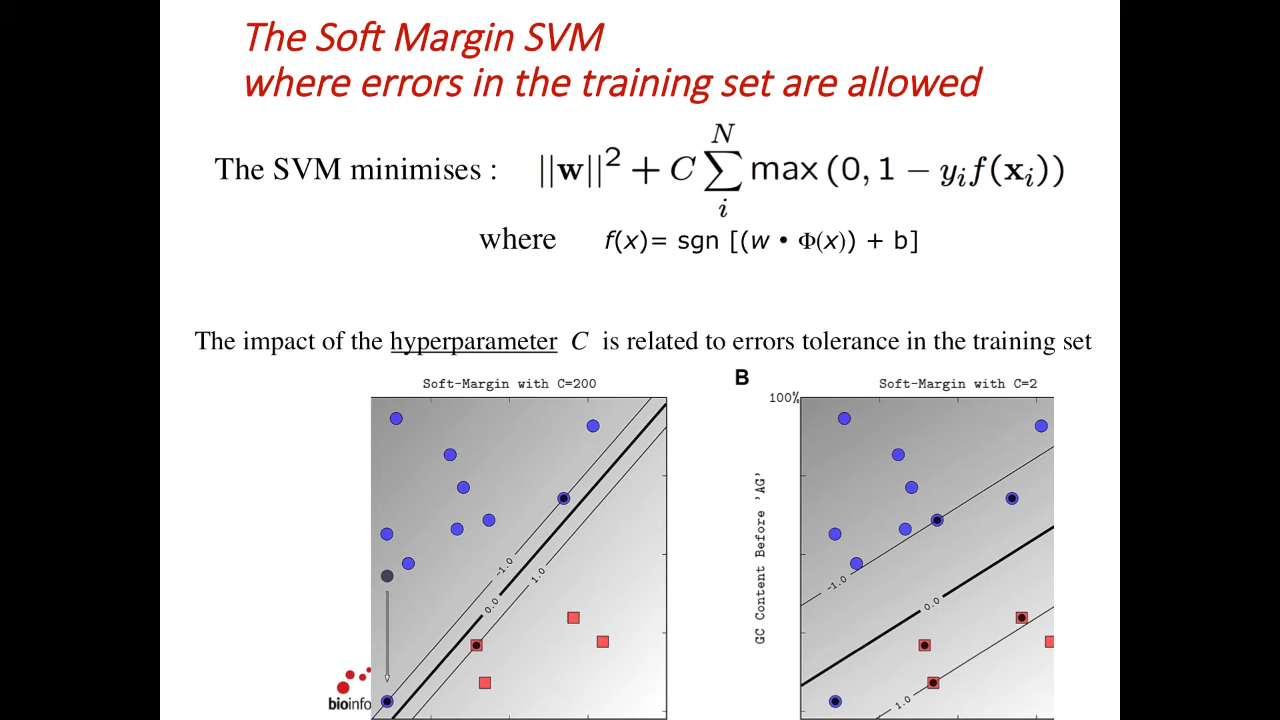 The Soft Margin SVM
where errors in the training set are allowed
The SVM minimises : ||w||² + C ∑ᵢᴺ max (0, 1 − yᵢf(xᵢ))
where f(x)= sgn [(w • Φ(x)) + b]
The impact of the hyperparameter C is related to errors tolerance in the training set
Soft-Margin with C=200
-1.0
1.0
0.0
bioinfo
B
Soft-Margin with C=2
100%
GC Content Before 'AG'
-1.0
0.0
1.0